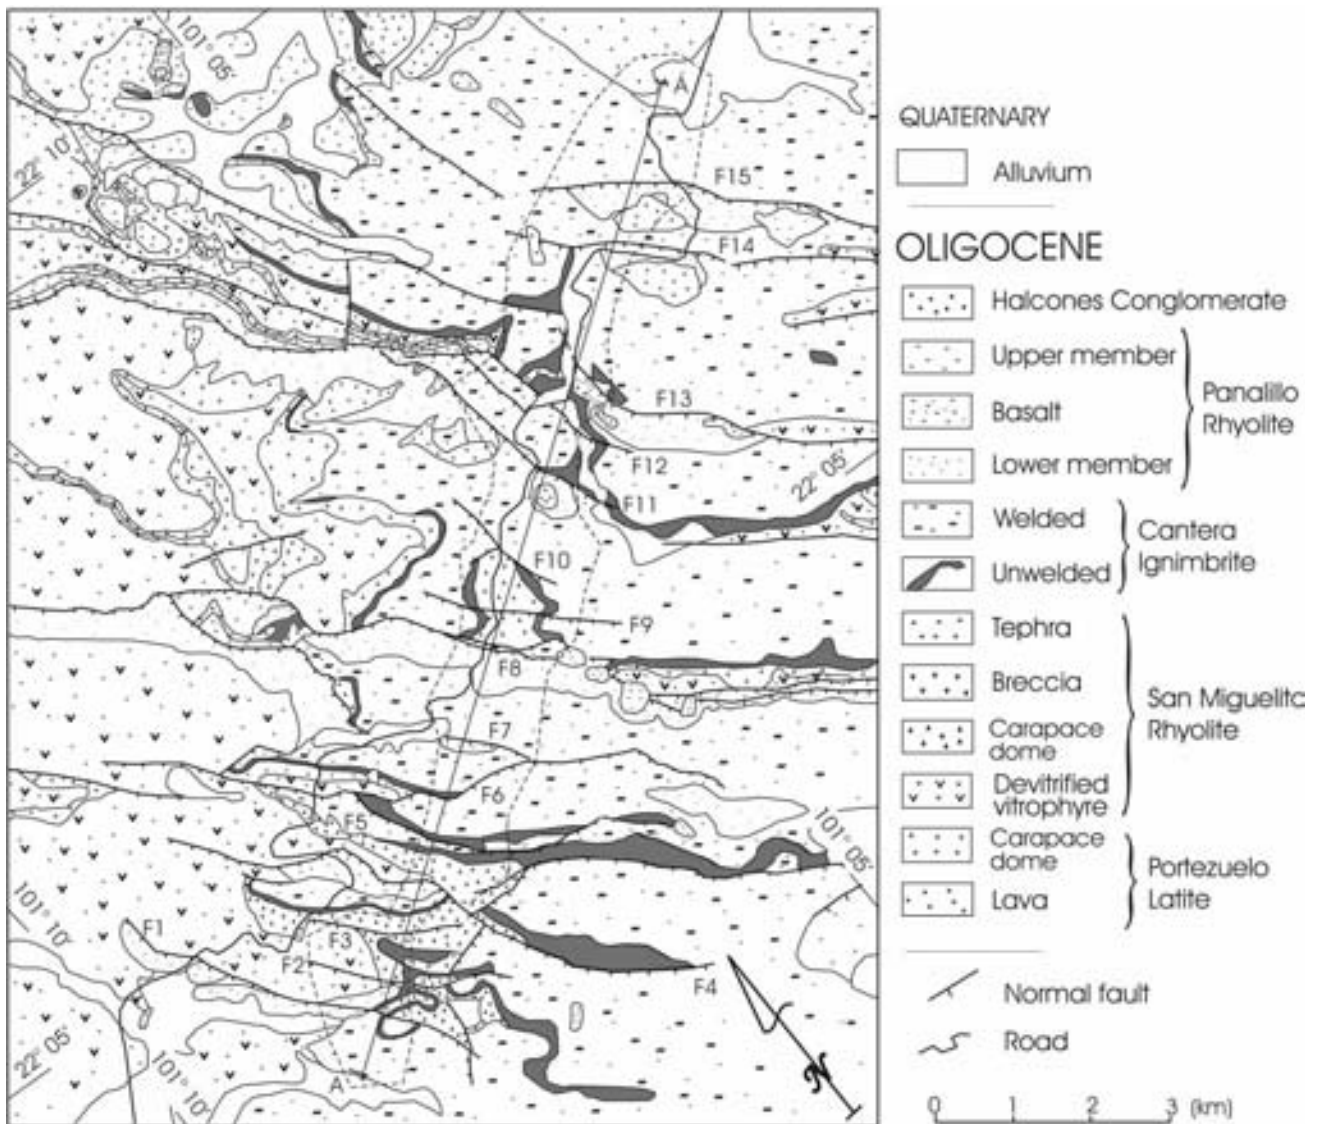 101° 05'
A
22° 10'
F15
F14
F13
F12
22° 05'
F11
F10
F9
F8
F7
F6
F5
101° 05'
101° 10'
F1
F3
F2
F4
22° 05'
101° 10'
A
N
QUATERNARY
Alluvium
OLIGOCENE
Halcones Conglomerate
Upper member
Basalt
Lower member
Panalillo
Rhyolite
Welded
Unwelded
Cantera
Ignimbrite
Tephra
Breccia
Carapace
dome
Devitrified
vitrophyre
San Miguelito
Rhyolite
Carapace
dome
Lava
Portezuelo
Latite
Normal fault
Road
0 1 2 3 (km)